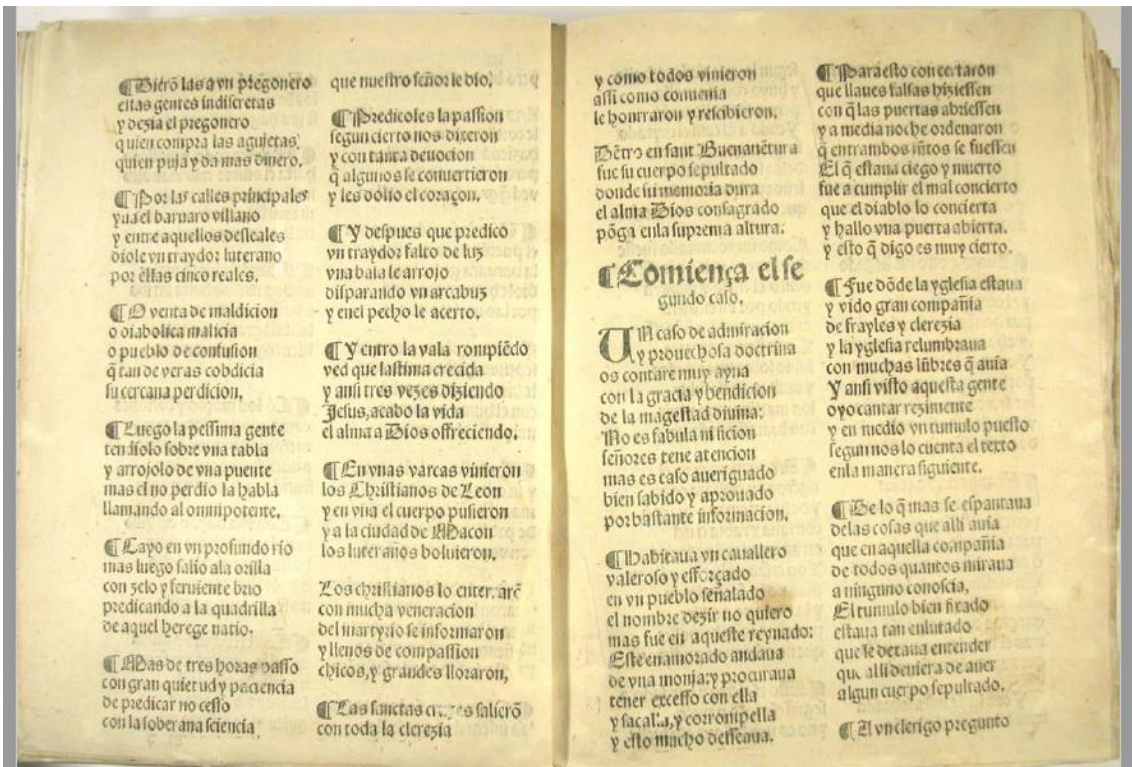 ¶ Dierō las a vn pregonero
estas gentes indiscretas
y dezia el pregonero
quien compra las agujetas,
quien puja y da mas dinero.
¶ Por las calles principales
yua el baruaro villano
y entre aquellos desleales
diole vn traydor luterano
por ellas cinco reales.
¶ O venta de maldicion
o diabolica malicia
o pueblo de confusion
q̄ tan de veras cobdicia
su cercana perdicion.
¶ Luego la pessima gente
tendiolo sobre vna tabla
y arrojolo de vna puente
mas el no perdio la habla
llamando al omnipotente.
¶ Cayo en vn profundo rio
mas luego salio ala orilla
con zelo y feruiente brio
predicando a la quadrilla
de aquel herege natio.
¶ Mas de tres horas passo
con gran quietud y paciencia
de predicar no cesso
con la soberana sciencia
que nuestro señor le dio.
¶ Predicoles la passion
segun cierto nos dixeron
y con tanta deuocion
q̄ algunos se conuertieron
y les dolio el coraçon.
¶ Y despues que predico
vn traydor falto de luz
vna bala le arrojo
disparando vn arcabuz
y enel pecho le acerto.
¶ Y entro la vala rompiēdo
ved que lastima crecida
y ansi tres vezes diziendo
Jesus, acabo la vida
el alma a Dios offreciendo.
¶ En vnas varcas vinieron
los Christianos de Leon
y en vna el cuerpo pusieron
y a la ciudad de Macon
los luteranos boluieron.
Los christianos lo enterrarō
con mucha veneracion
del martyrio se informaron
y llenos de compassion
chicos, y grandes lloraron,
¶ Las sanctas cruzes salierō
con toda la clerezia
y como todos vinieron
assi como conuenia
le honrraron y rescibieron.
Dētro en sant Buenauētura
fue su cuerpo sepultado
donde su memoria dura
el alma Dios consagrado
pōga enla suprema altura.
¶ Comiença el se
gundo caso.
UN caso de admiracion
y prouechosa doctrina
os contare muy ayna
con la gracia y bendicion
de la magestad diuina:
No es fabula ni ficion
señores tene atencion
mas es caso aueriguado
bien sabido y aprouado
por bastante informacion.
¶ Habitaua vn cauallero
valeroso y esforçado
en vn pueblo señalado
el nombre dezir no quiero
mas fue en aqueste reynado:
Este enamorado andaua
de vna monja: y procuraua
tener excesso con ella
y sacalla, y corrompella
y esto mucho desseaua.
¶ Para esto concertaron
que llaues falsas hiziessen
con q̄ las puertas abriessen
y a media noche ordenaron
q̄ entrambos jūtos se fuessen
El q̄ estaua ciego y muerto
fue a cumplir el mal concierto
que el diablo lo concierta
y hallo vna puerta abierta.
y esto q̄ digo es muy cierto.
¶ Fue dōde la yglesia estaua
y vido gran compañia
de frayles y clerezia
y la yglesia relumbraua
con muchas lūbres q̄ auia
Y ansi visto aquesta gente
oyo cantar reziamente
y en medio vn tumulo puesto
segun nos lo cuenta el texto
enla manera siguiente.
¶ De lo q̄ mas se espantaua
delas cosas que alli auia
que en aquella compañia
de todos quantos miraua
a ninguno conoscia,
El tumulo bien fixado
estaua tan enlutado
que se dexaua entender
que alli deuiera de auer
algun cuerpo sepultado.
¶ A vn clerigo pregunto